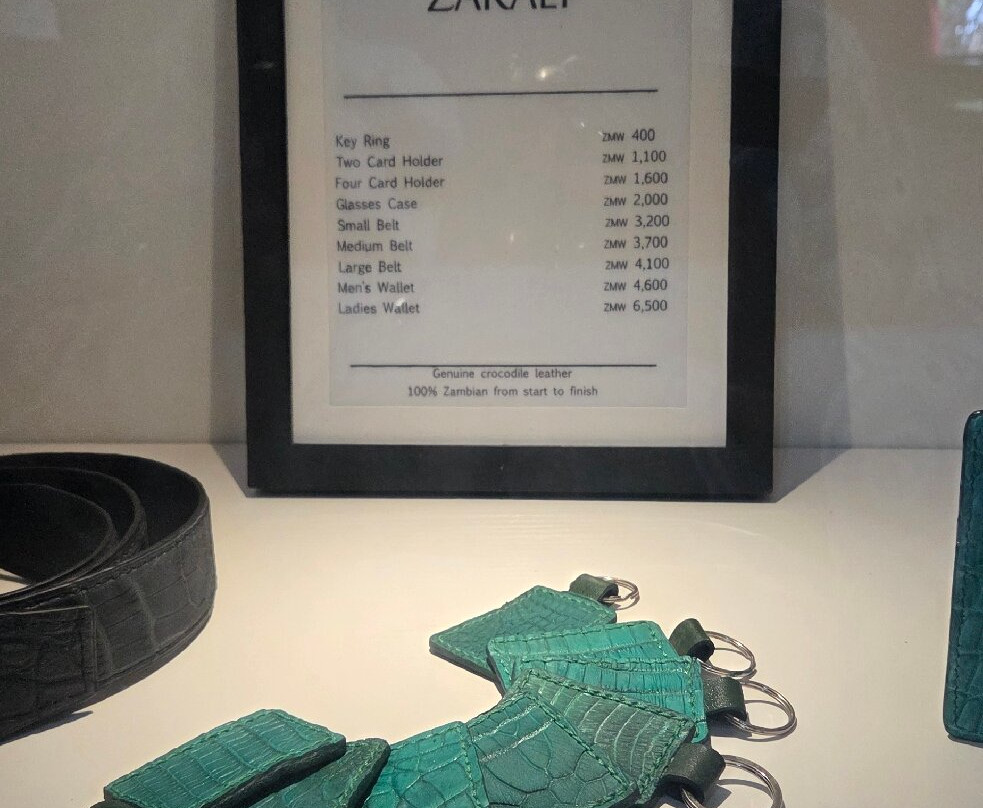 Key Ring ZMW 400
Two Card Holder ZMW 1,100
Four Card Holder ZMW 1,600
Glasses Case ZMW 2,000
Small Belt ZMW 3,200
Medium Belt ZMW 3,700
Large Belt ZMW 4,100
Men's Wallet ZMW 4,600
Ladies Wallet ZMW 6,500
Genuine crocodile leather
100% Zambian from start to finish